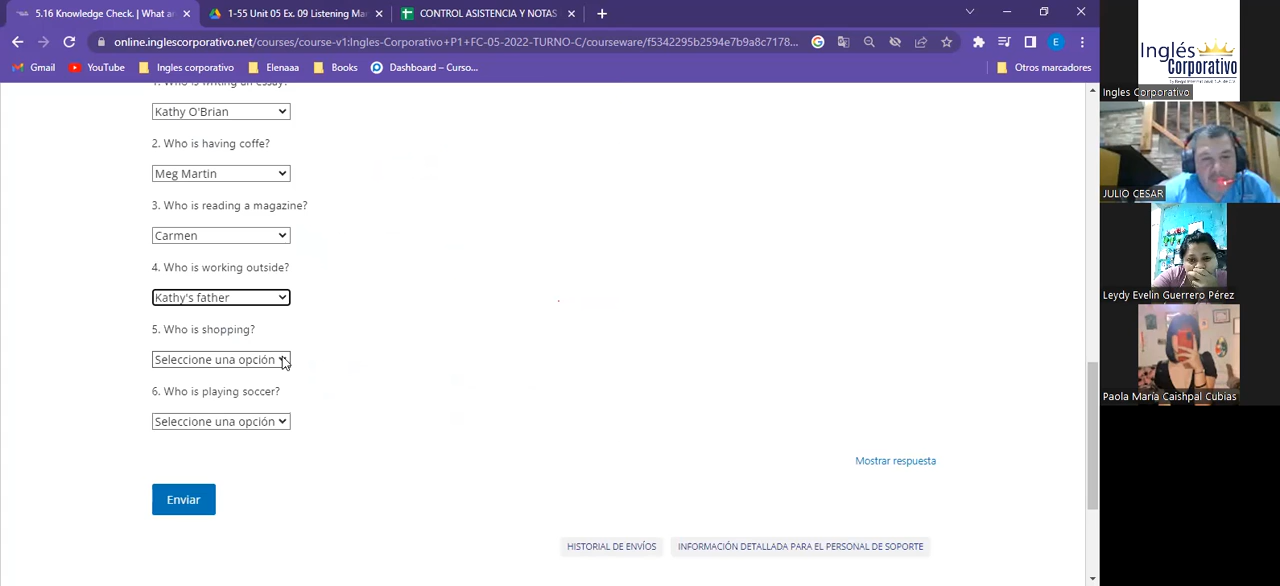 5.16 Knowledge Check. | What ar
1-55 Unit 05 Ex. 09 Listening Mar
CONTROL ASISTENCIA Y NOTAS
online.inglescorporativo.net/courses/course-v1:Ingles-Corporativo+P1+FC-05-2022-TURNO-C/courseware/f5342295b2594e7b9a8c7178...
E
Gmail
YouTube
Ingles corporativo
Elenaaa
Books
Dashboard – Curso...
Otros marcadores
Kathy O'Brian
2. Who is having coffe?
Meg Martin
3. Who is reading a magazine?
Carmen
4. Who is working outside?
Kathy's father
5. Who is shopping?
Seleccione una opción
6. Who is playing soccer?
Seleccione una opción
Mostrar respuesta
Enviar
HISTORIAL DE ENVÍOS
INFORMACIÓN DETALLADA PARA EL PERSONAL DE SOPORTE
Inglés
Corporativo
Ingles Corporativo
JULIO CESAR
Leydy Evelin Guerrero Pérez
Paola María Caishpal Cubias